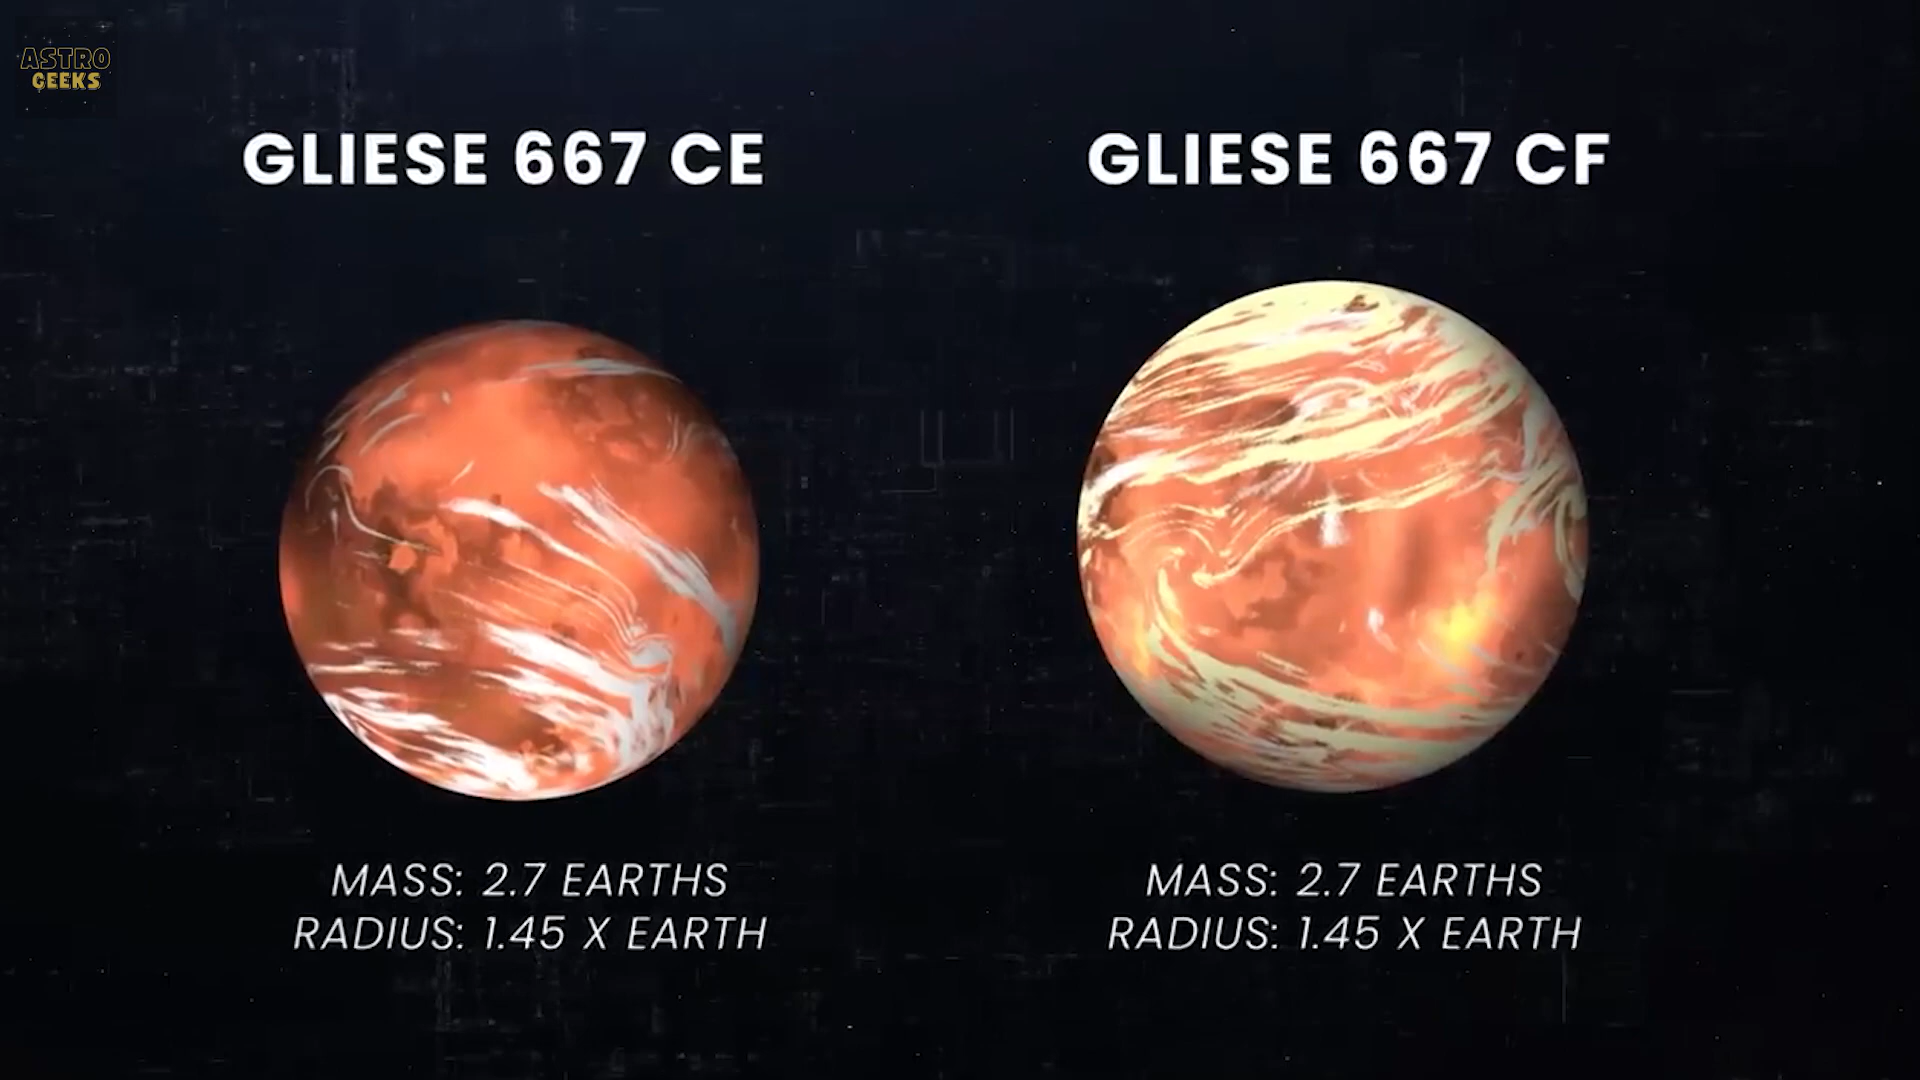 ASTRO
GEEKS
GLIESE 667 CE
GLIESE 667 CF
MASS: 2.7 EARTHS
RADIUS: 1.45 X EARTH
MASS: 2.7 EARTHS
RADIUS: 1.45 X EARTH